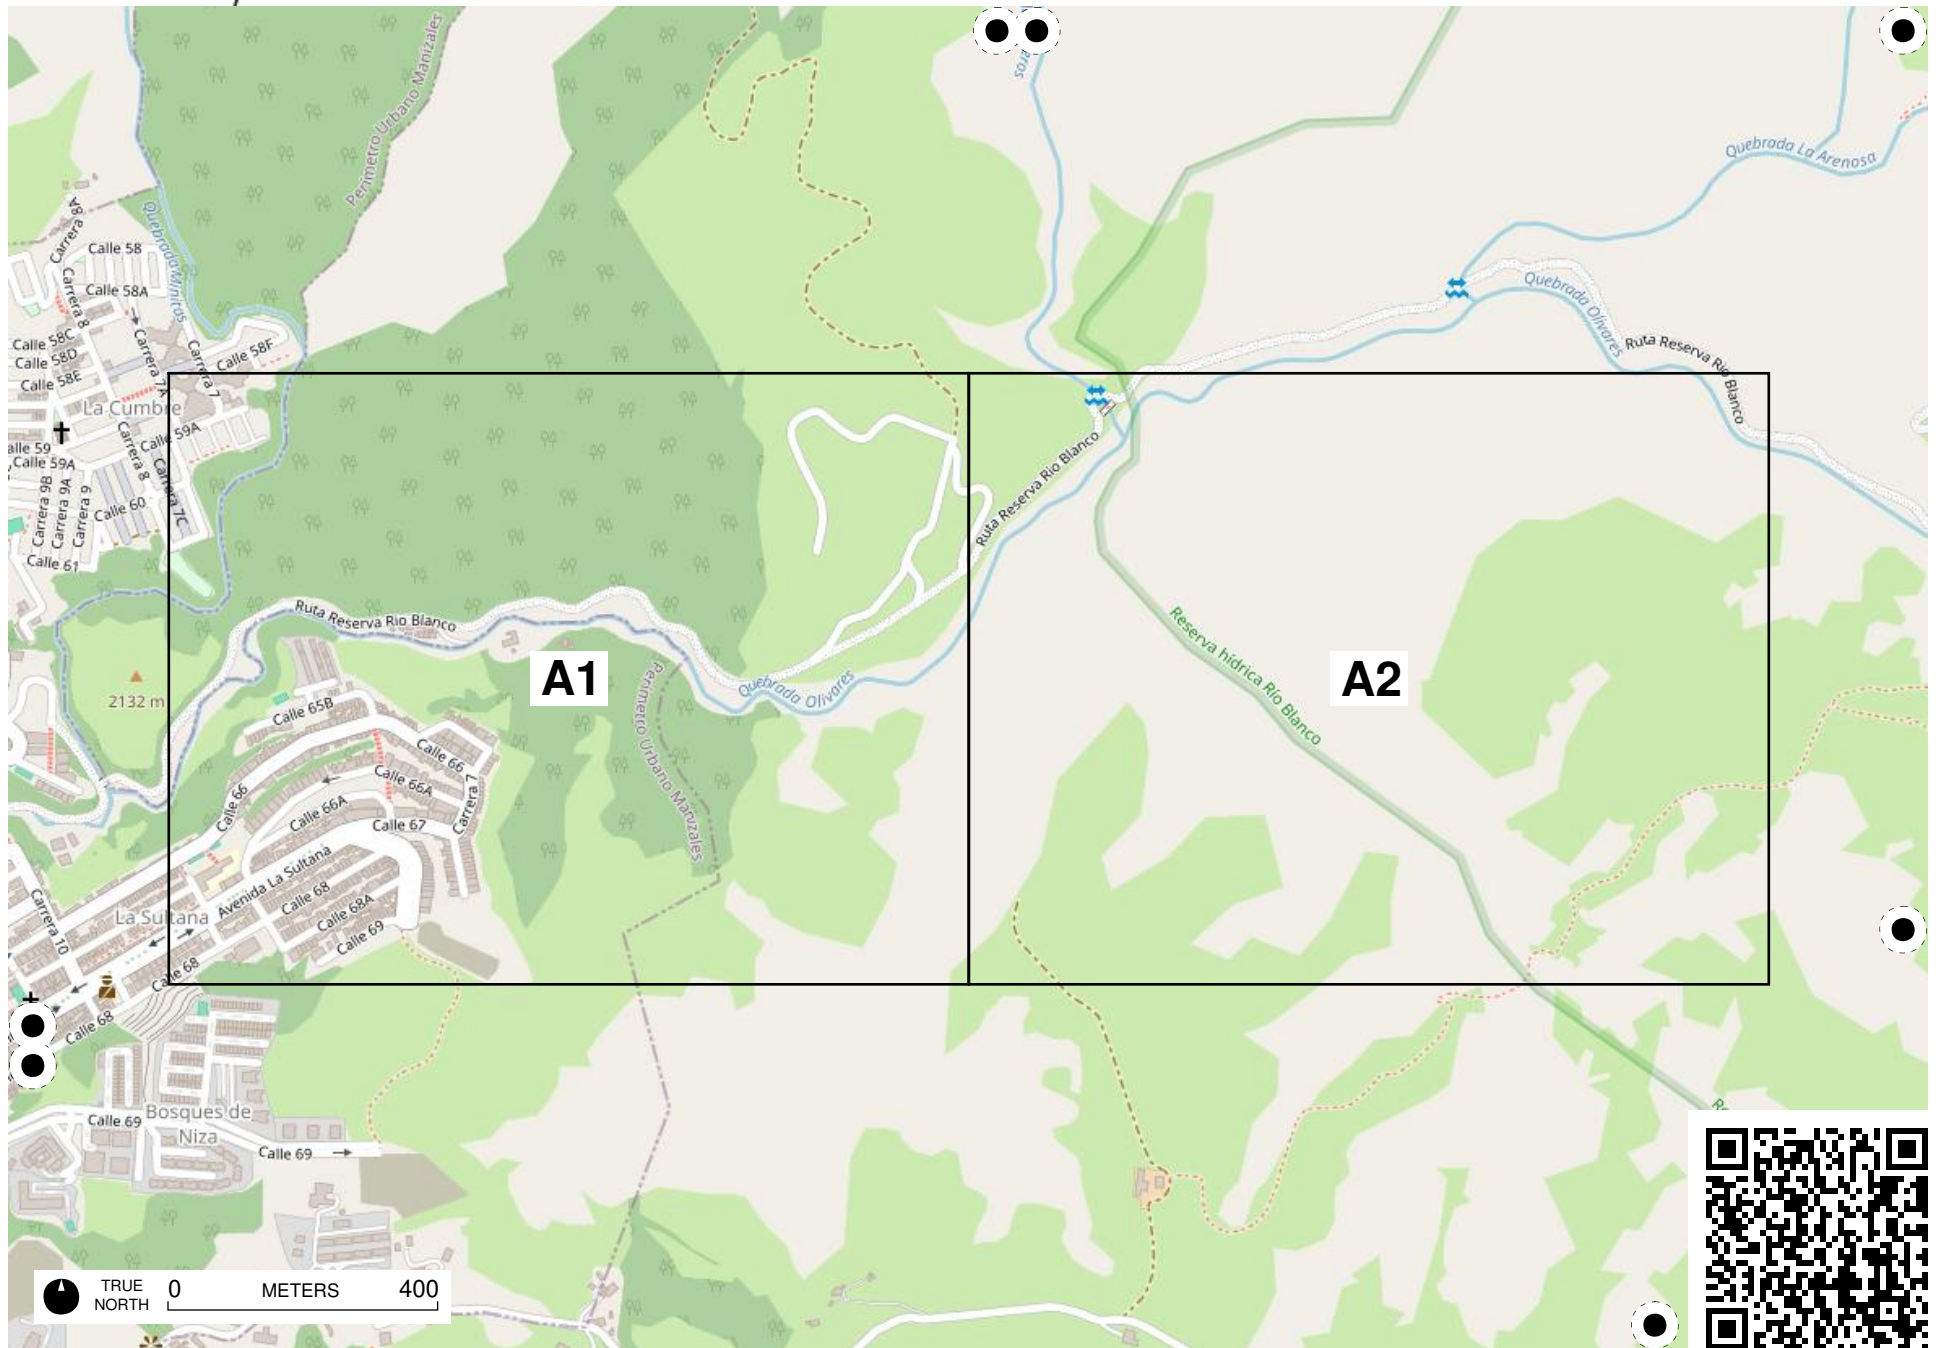 Perimetro Urbano Manizales
Quebrada La Arenosa
Carrera 8A
Quebrada Minitas
Calle 58
Carrera 8
Calle 58A
Calle 58C
Calle 58D
Calle 58E
Carrera 7A
Carrera 7
Calle 58F
Quebrada Olivares
Ruta Reserva Rio Blanco
La Cumbre
Calle 59A
Carrera 8
alle 59
Calle 59A
Carrera 9B
Carrera 9A
Carrera 9
Calle 60
Carrera 7C
Calle 61
Ruta Reserva Rio Blanco
Ruta Reserva Rio Blanco
Reserva hídrica Río Blanco
A1
A2
2132 m
Quebrada Olivares
Perimetro Urbano Manizales
Calle 65B
Calle 66
Calle 66
Calle 66A
Calle 66A
Calle 67
Carrera 7
Avenida La Sultana
Calle 68
Calle 68A
Calle 69
La Sultana
Carrera 10
Calle 68
Calle 68
Bosques de
Niza
Calle 69
Calle 69
TRUE
NORTH
0 METERS 400